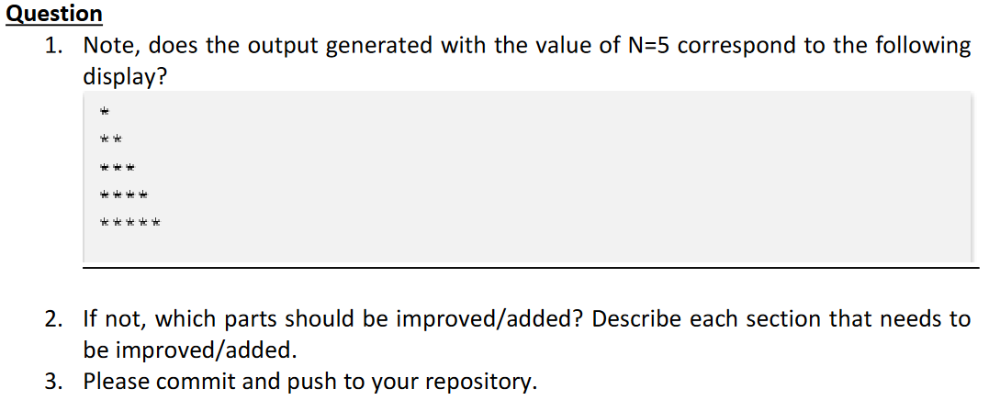 Question
1. Note, does the output generated with the value of N=5 correspond to the following
display?
*
**
***
****
*****
2. If not, which parts should be improved/added? Describe each section that needs to
be improved/added.
3. Please commit and push to your repository.